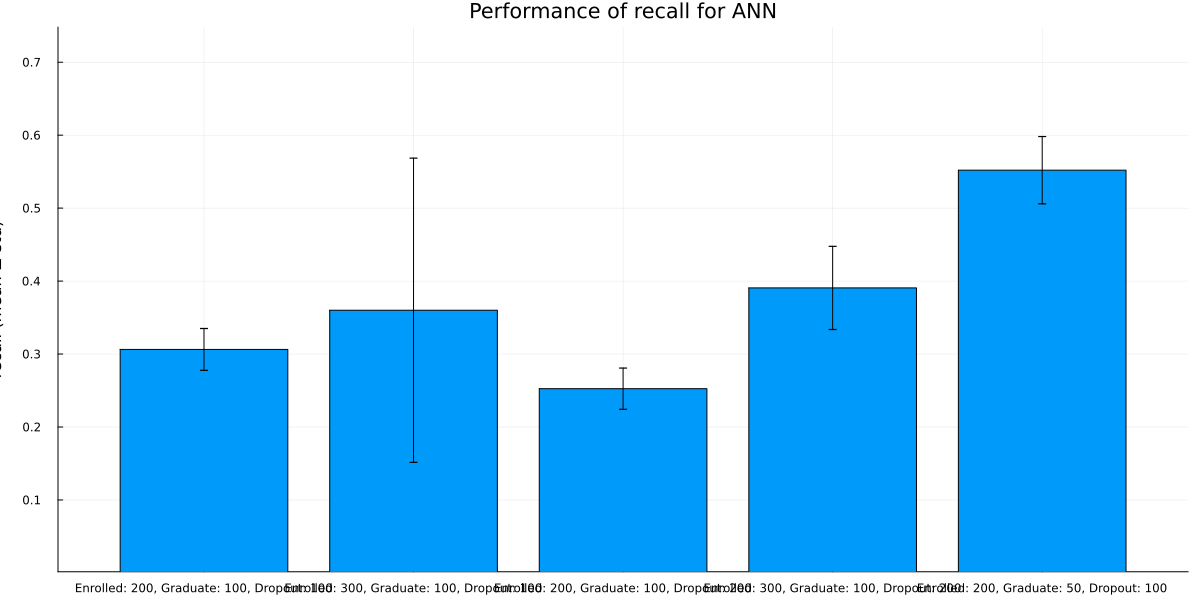 Performance of recall for ANN
0.7
0.6
0.5
0.4
0.3
0.2
0.1
Enrolled: 200, Graduate: 100, Dropout: 100
Enrolled: 300, Graduate: 100, Dropout: 100
Enrolled: 200, Graduate: 100, Dropout: 200
Enrolled: 300, Graduate: 100, Dropout: 200
Enrolled: 200, Graduate: 50, Dropout: 100